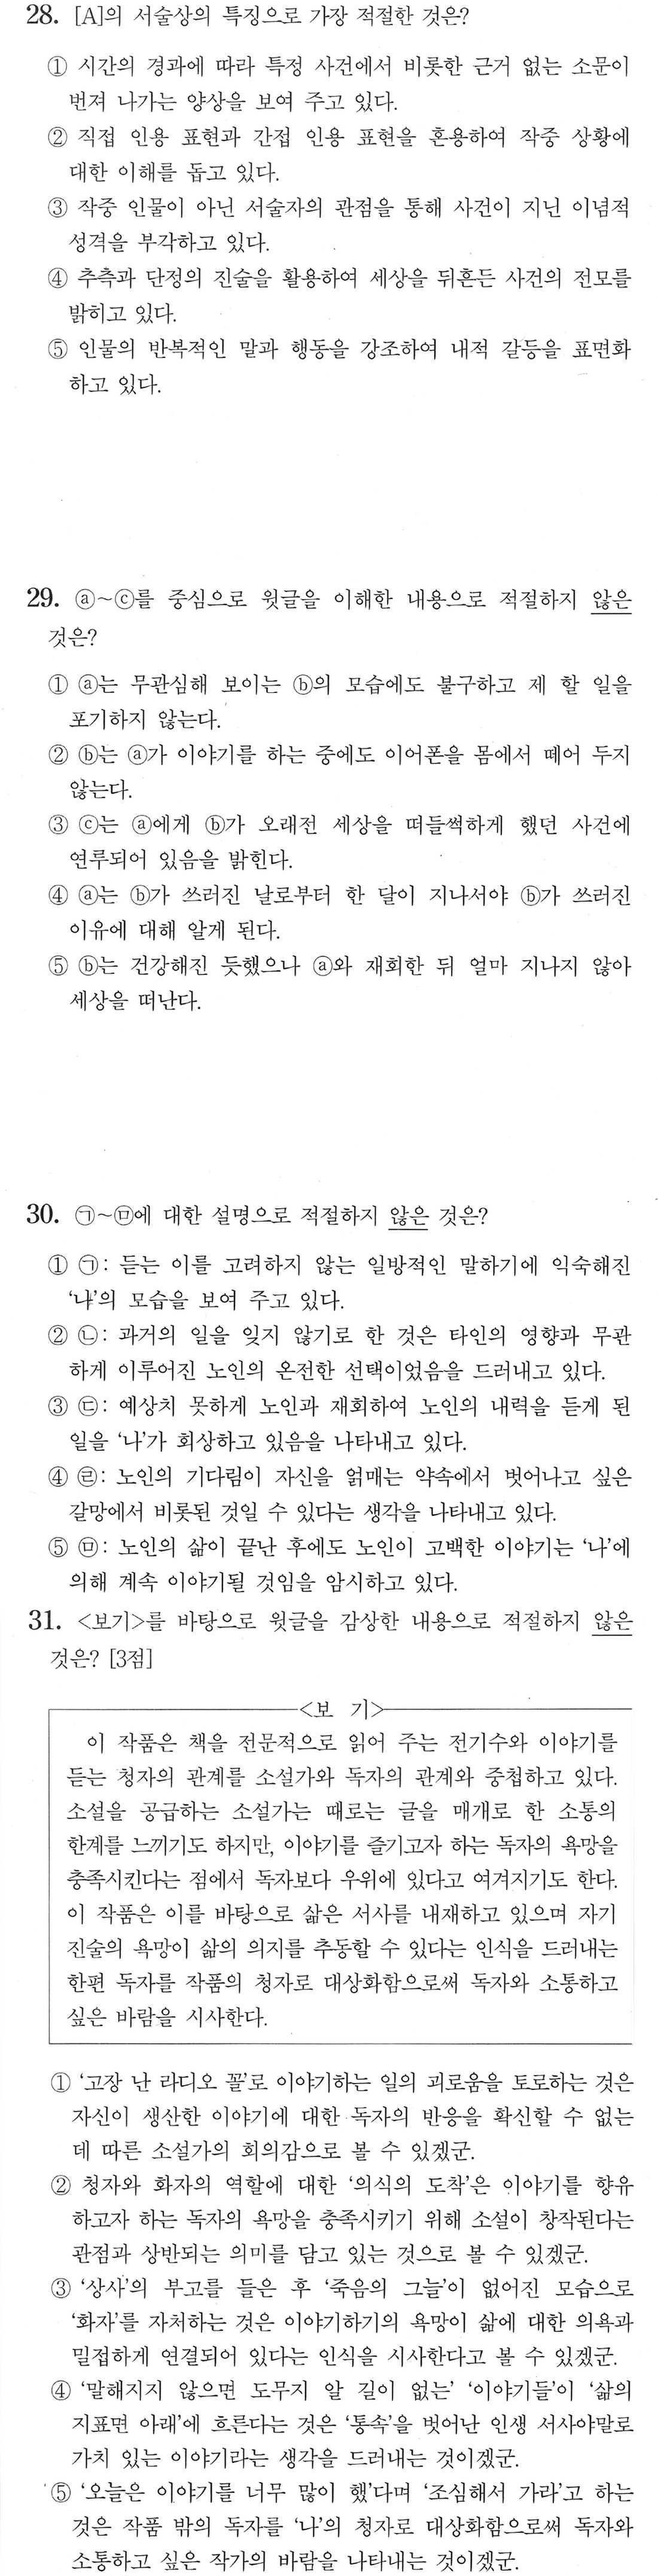 28. [A]의 서술상의 특징으로 가장 적절한 것은?
① 시간의 경과에 따라 특정 사건에서 비롯한 근거 없는 소문이
번져 나가는 양상을 보여 주고 있다.
② 직접 인용 표현과 간접 인용 표현을 혼용하여 작중 상황에
대한 이해를 돕고 있다.
③ 작중 인물이 아닌 서술자의 관점을 통해 사건이 지닌 이념적
성격을 부각하고 있다.
④ 추측과 단정의 진술을 활용하여 세상을 뒤흔든 사건의 전모를
밝히고 있다.
⑤ 인물의 반복적인 말과 행동을 강조하여 내적 갈등을 표면화
하고 있다.
29. ⓐ~ⓒ를 중심으로 윗글을 이해한 내용으로 적절하지 않은
것은?
① ⓐ는 무관심해 보이는 ⓑ의 모습에도 불구하고 제 할 일을
포기하지 않는다.
② ⓑ는 ⓐ가 이야기를 하는 중에도 이어폰을 몸에서 떼어 두지
않는다.
③ ⓒ는 ⓐ에게 ⓑ가 오래전 세상을 떠들썩하게 했던 사건에
연루되어 있음을 밝힌다.
④ ⓐ는 ⓑ가 쓰러진 날로부터 한 달이 지나서야 ⓑ가 쓰러진
이유에 대해 알게 된다.
⑤ ⓑ는 건강해진 듯했으나 ⓐ와 재회한 뒤 얼마 지나지 않아
세상을 떠난다.
30. ㉠~㉤에 대한 설명으로 적절하지 않은 것은?
① ㉠: 듣는 이를 고려하지 않는 일방적인 말하기에 익숙해진
‘나’의 모습을 보여 주고 있다.
② ㉡: 과거의 일을 잊지 않기로 한 것은 타인의 영향과 무관
하게 이루어진 노인의 온전한 선택이었음을 드러내고 있다.
③ ㉢: 예상치 못하게 노인과 재회하여 노인의 내력을 듣게 된
일을 ‘나’가 회상하고 있음을 나타내고 있다.
④ ㉣: 노인의 기다림이 자신을 얽매는 약속에서 벗어나고 싶은
갈망에서 비롯된 것일 수 있다는 생각을 나타내고 있다.
⑤ ㉤: 노인의 삶이 끝난 후에도 노인이 고백한 이야기는 ‘나’에
의해 계속 이야기될 것임을 암시하고 있다.
31. <보기>를 바탕으로 윗글을 감상한 내용으로 적절하지 않은
것은? [3점]
<보 기>
이 작품은 책을 전문적으로 읽어 주는 전기수와 이야기를
듣는 청자의 관계를 소설가와 독자의 관계와 중첩하고 있다.
소설을 공급하는 소설가는 때로는 글을 매개로 한 소통의
한계를 느끼기도 하지만, 이야기를 즐기고자 하는 독자의 욕망을
충족시킨다는 점에서 독자보다 우위에 있다고 여겨지기도 한다.
이 작품은 이를 바탕으로 삶은 서사를 내재하고 있으며 자기
진술의 욕망이 삶의 의지를 추동할 수 있다는 인식을 드러내는
한편 독자를 작품의 청자로 대상화함으로써 독자와 소통하고
싶은 바람을 시사한다.
① ‘고장 난 라디오 꼴’로 이야기하는 일의 괴로움을 토로하는 것은
자신이 생산한 이야기에 대한 독자의 반응을 확신할 수 없는
데 따른 소설가의 회의감으로 볼 수 있겠군.
② 청자와 화자의 역할에 대한 ‘의식의 도착’은 이야기를 향유
하고자 하는 독자의 욕망을 충족시키기 위해 소설이 창작된다는
관점과 상반되는 의미를 담고 있는 것으로 볼 수 있겠군.
③ ‘상사’의 부고를 들은 후 ‘죽음의 그늘’이 없어진 모습으로
‘화자’를 자처하는 것은 이야기하기의 욕망이 삶에 대한 의욕과
밀접하게 연결되어 있다는 인식을 시사한다고 볼 수 있겠군.
④ ‘말해지지 않으면 도무지 알 길이 없는’ ‘이야기들’이 ‘삶의
지표면 아래’에 흐른다는 것은 ‘통속’을 벗어난 인생 서사야말로
가치 있는 이야기라는 생각을 드러내는 것이겠군.
⑤ ‘오늘은 이야기를 너무 많이 했’다며 ‘조심해서 가라’고 하는
것은 작품 밖의 독자를 ‘나’의 청자로 대상화함으로써 독자와
소통하고 싶은 작가의 바람을 나타내는 것이겠군.